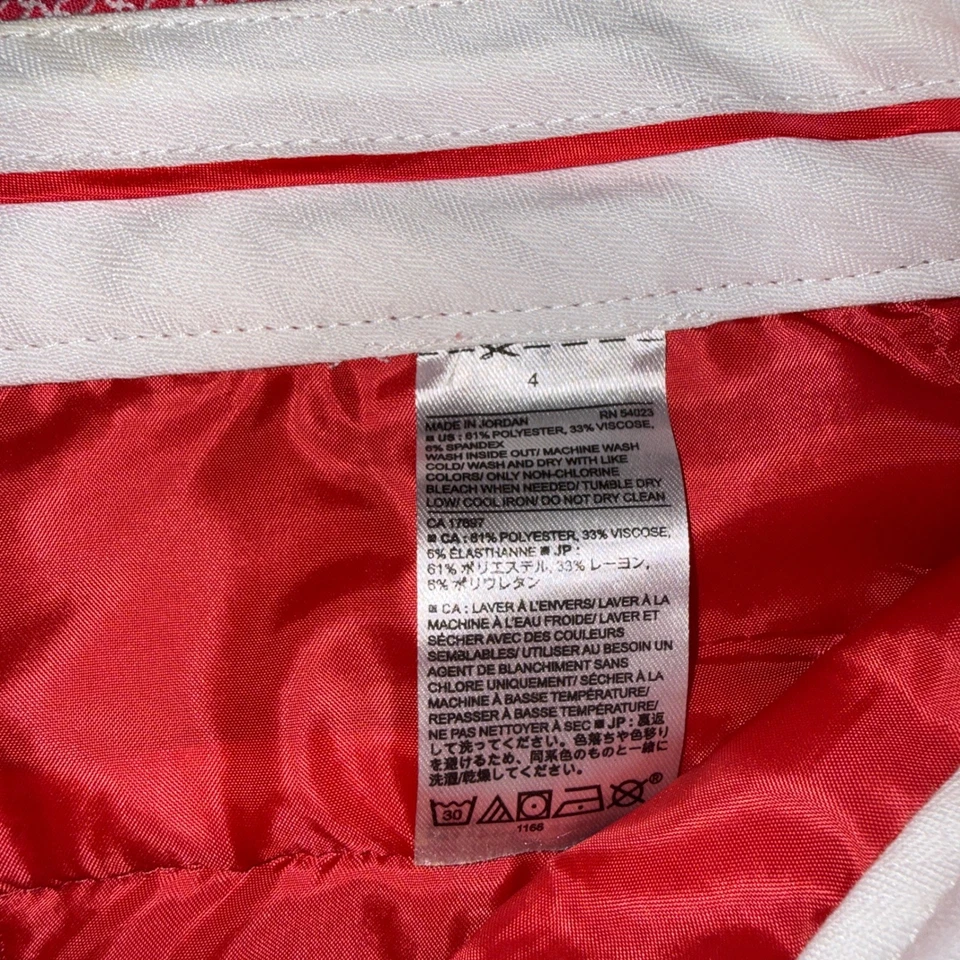 4
MADE IN JORDAN RN 54023
■ US : 61% POLYESTER, 33% VISCOSE,
6% SPANDEX
WASH INSIDE OUT/ MACHINE WASH
COLD/ WASH AND DRY WITH LIKE
COLORS/ ONLY NON-CHLORINE
BLEACH WHEN NEEDED/ TUMBLE DRY
LOW/ COOL IRON/ DO NOT DRY CLEAN
CA 17897
■ CA : 61% POLYESTER, 33% VISCOSE,
6% ÉLASTHANNE ■ JP :
61% ポリエステル, 33% レーヨン,
6% ポリウレタン
■ CA : LAVER À L'ENVERS/ LAVER À LA
MACHINE À L'EAU FROIDE/ LAVER ET
SÉCHER AVEC DES COULEURS
SEMBLABLES/ UTILISER AU BESOIN UN
AGENT DE BLANCHIMENT SANS
CHLORE UNIQUEMENT/ SÉCHER À LA
MACHINE À BASSE TEMPÉRATURE/
REPASSER À BASSE TEMPÉRATURE/
NE PAS NETTOYER À SEC ■ JP : 裏返
して洗ってください。色落ちや色移り
を避けるため、同系色のものと一緒に
洗濯/乾燥してください。
30 ®
1166